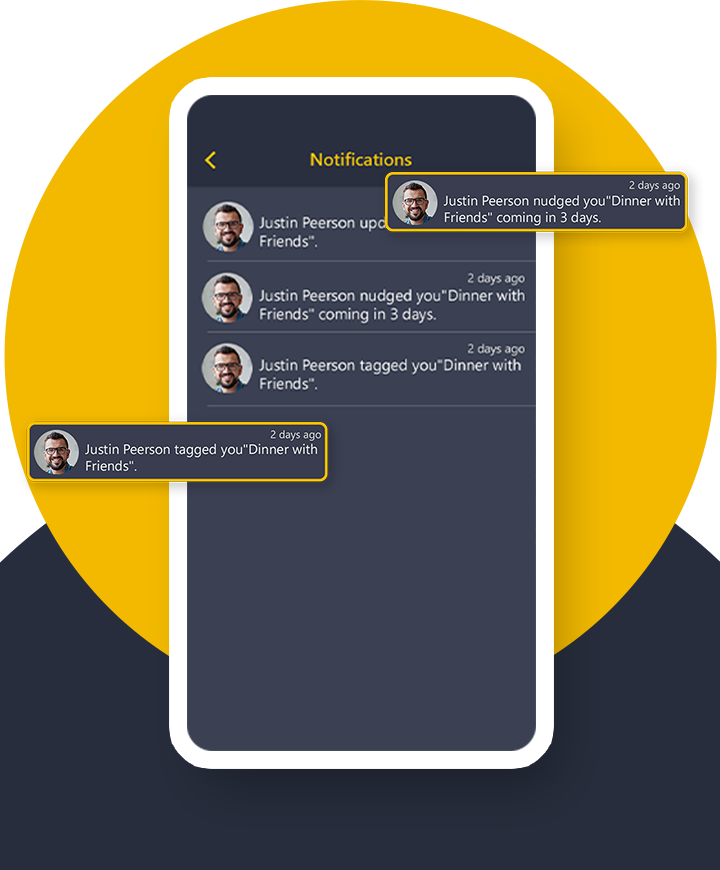 Notifications
2 days ago
Justin Peerson nudged you"Dinner with
Friends" coming in 3 days.
Justin Peerson
Friends".
2 days ago
Justin Peerson nudged you"Dinner with
Friends" coming in 3 days.
2 days ago
Justin Peerson tagged you"Dinner with
Friends".
2 days ago
Justin Peerson tagged you"Dinner with
Friends".